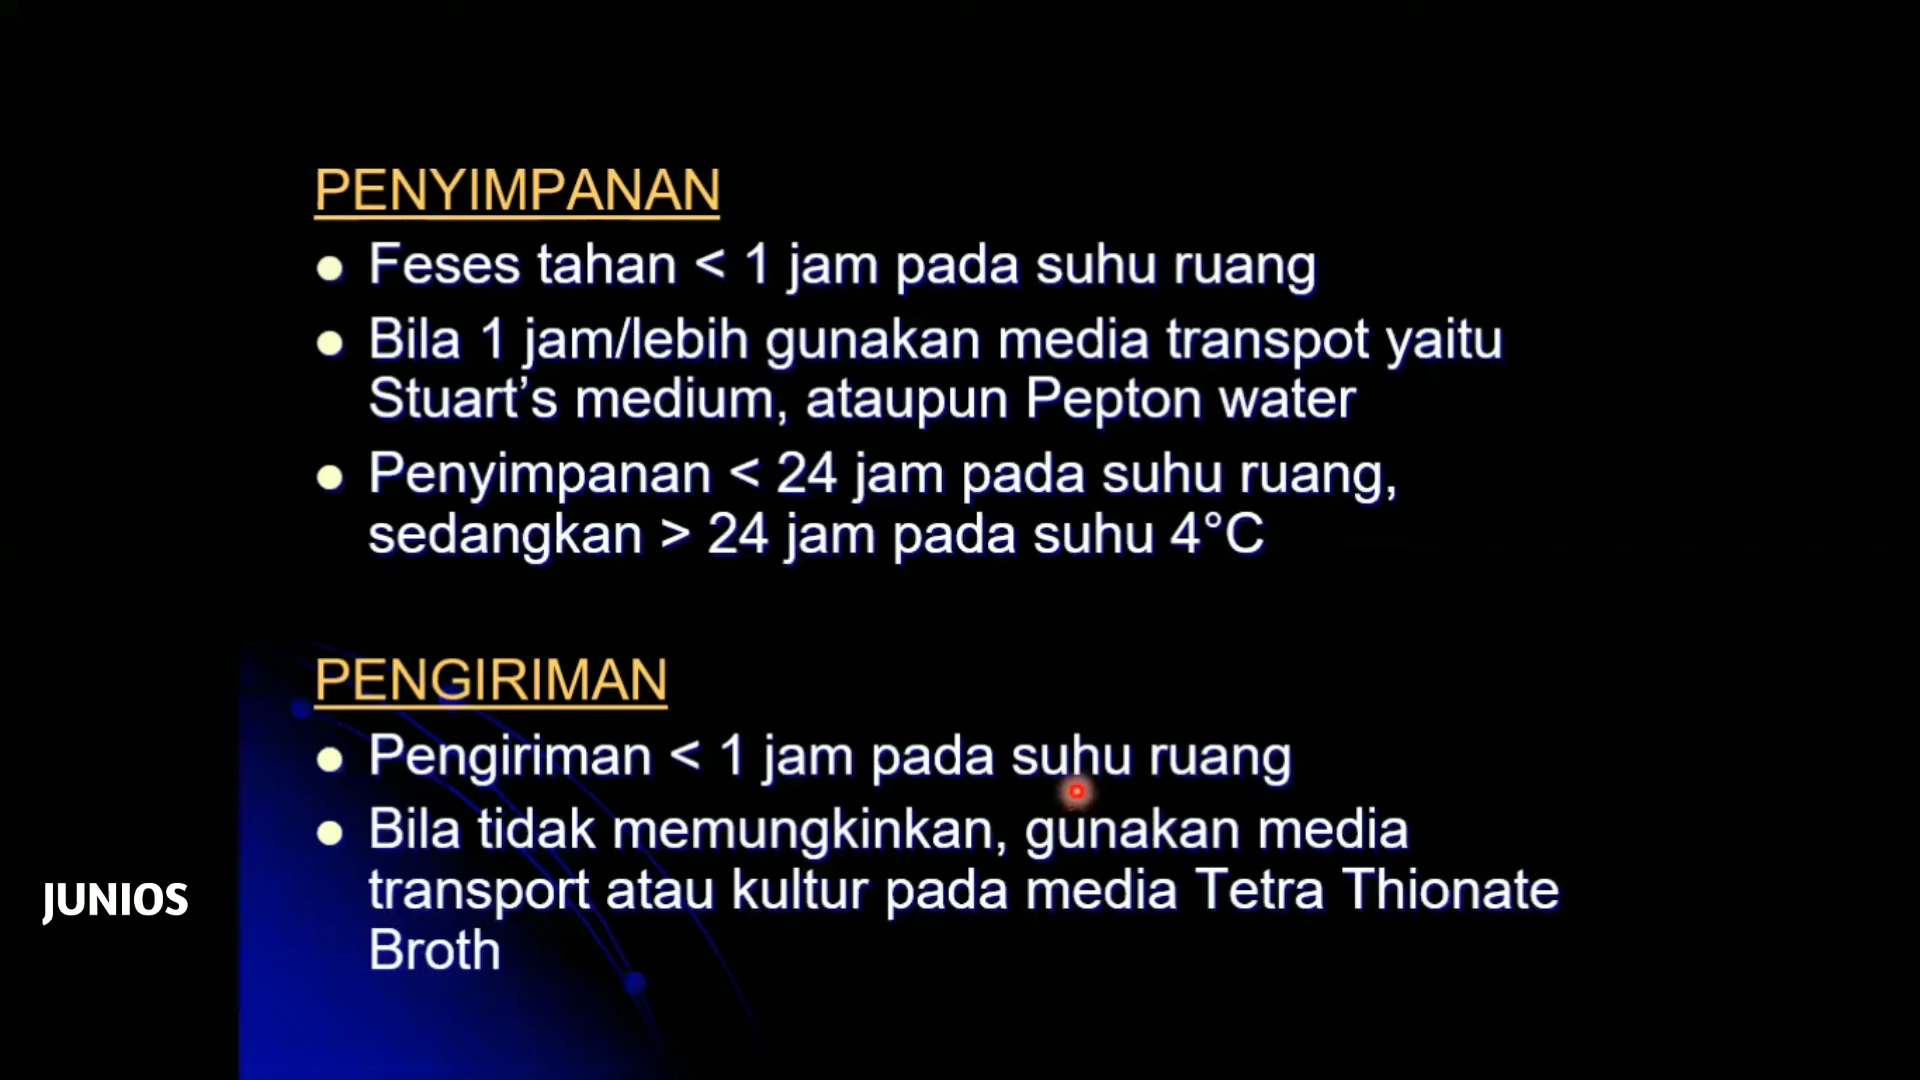 PENYIMPANAN
Feses tahan < 1 jam pada suhu ruang
Bila 1 jam/lebih gunakan media transpot yaitu
Stuart’s medium, ataupun Pepton water
Penyimpanan < 24 jam pada suhu ruang,
sedangkan > 24 jam pada suhu 4°C
PENGIRIMAN
Pengiriman < 1 jam pada suhu ruang
Bila tidak memungkinkan, gunakan media
transport atau kultur pada media Tetra Thionate
Broth
JUNIOS